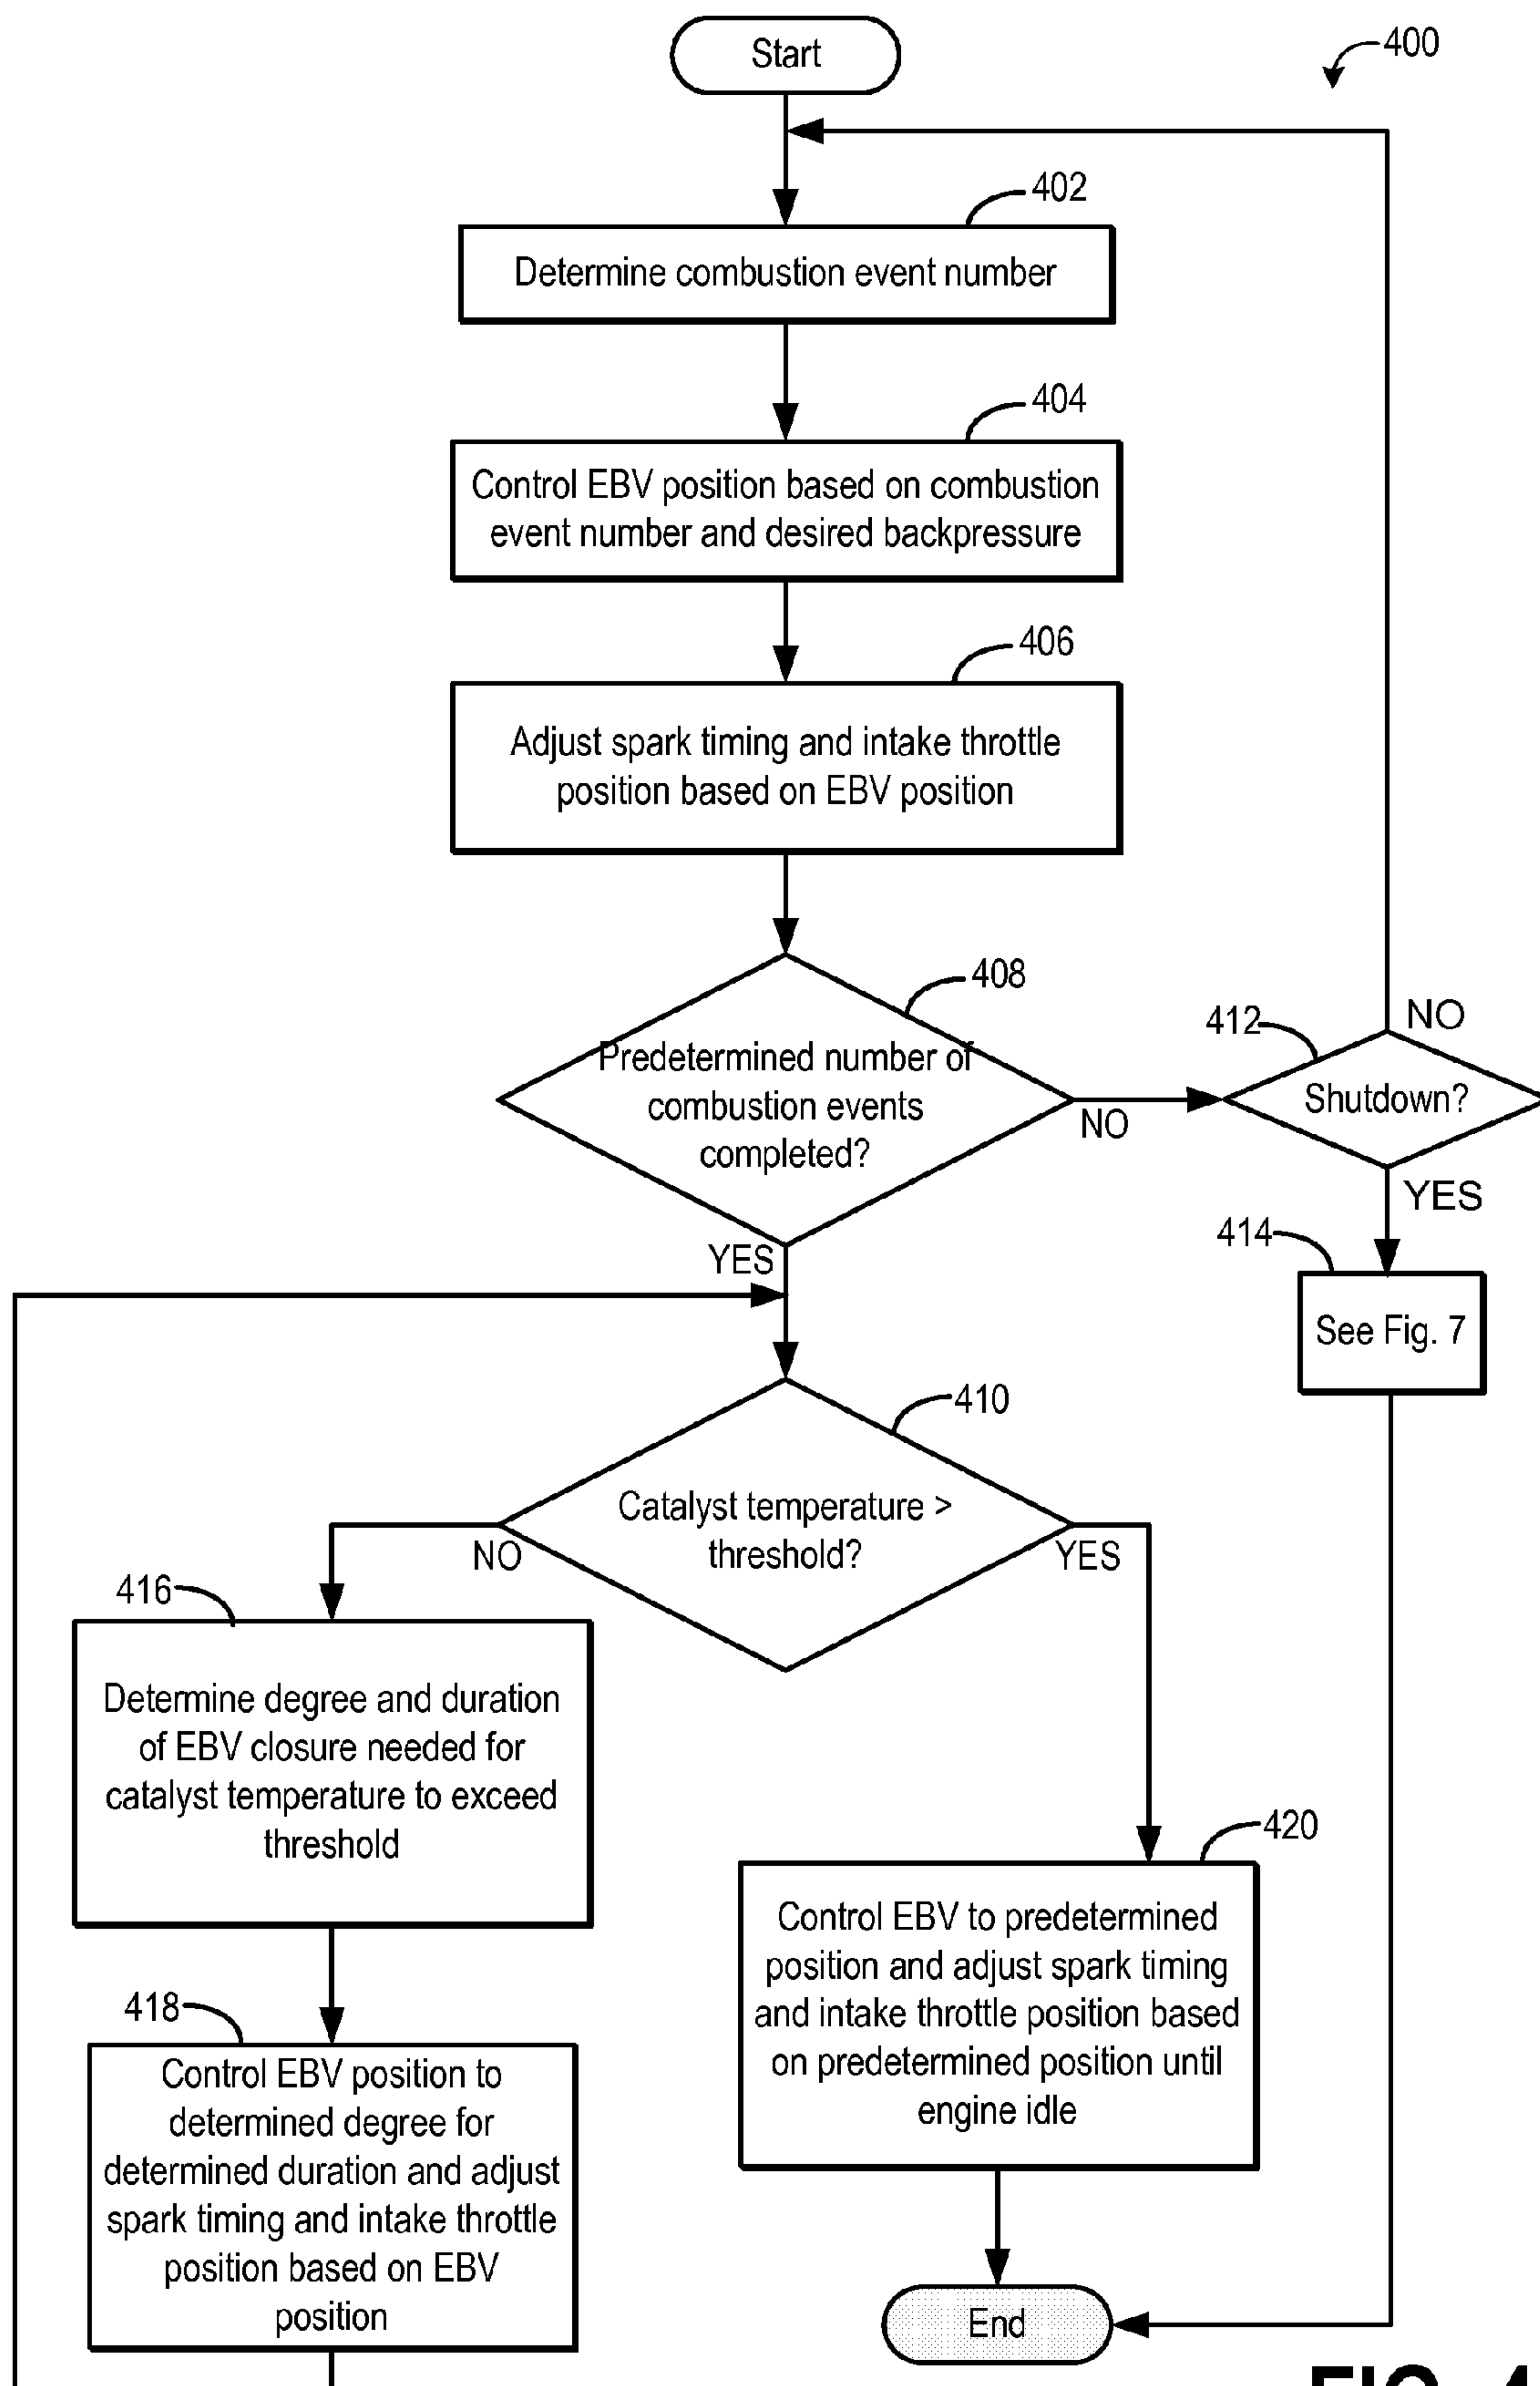 Start
400
402
Determine combustion event number
404
Control EBV position based on combustion
event number and desired backpressure
406
Adjust spark timing and intake throttle
position based on EBV position
408
Predetermined number of
combustion events
completed?
NO
YES
412
NO
Shutdown?
YES
414
See Fig. 7
410
Catalyst temperature >
threshold?
NO
YES
416
Determine degree and duration
of EBV closure needed for
catalyst temperature to exceed
threshold
418
Control EBV position to
determined degree for
determined duration and adjust
spark timing and intake throttle
position based on EBV
position
420
Control EBV to predetermined
position and adjust spark timing
and intake throttle position based
on predetermined position until
engine idle
End
FIG. 4